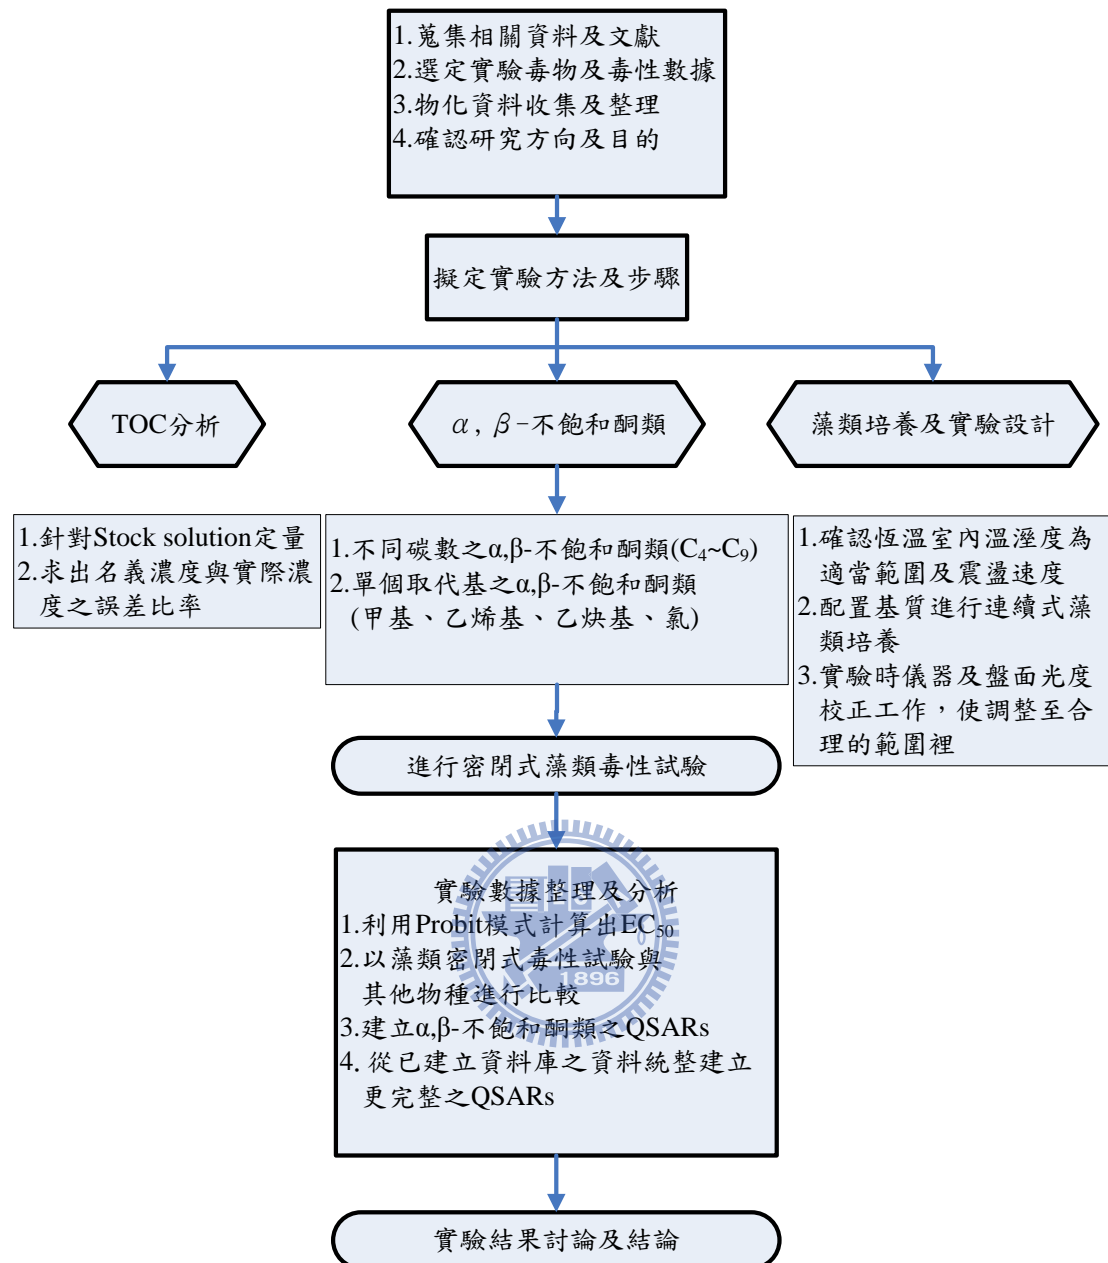 1.蒐集相關資料及文獻
2.選定實驗毒物及毒性數據
3.物化資料收集及整理
4.確認研究方向及目的
擬定實驗方法及步驟
TOC分析
α, β-不飽和酮類
藻類培養及實驗設計
1.針對Stock solution定量
2.求出名義濃度與實際濃
度之誤差比率
1.不同碳數之α,β-不飽和酮類(C₄~C₉)
2.單個取代基之α,β-不飽和酮類
(甲基、乙烯基、乙炔基、氯)
1.確認恆溫室內溫溼度為
適當範圍及震盪速度
2.配置基質進行連續式藻
類培養
3.實驗時儀器及盤面光度
校正工作，使調整至合
理的範圍裡
進行密閉式藻類毒性試驗
實驗數據整理及分析
1.利用Probit模式計算出EC₅₀
2.以藻類密閉式毒性試驗與
其他物種進行比較
3.建立α,β-不飽和酮類之QSARs
4. 從已建立資料庫之資料統整建立
更完整之QSARs
1896
實驗結果討論及結論